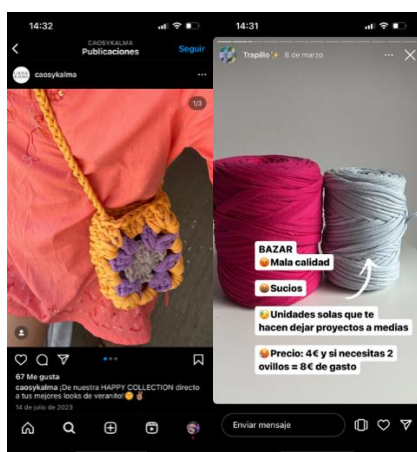 14:32
CAOSYKALMA
Publicaciones
Seguir
caosykalma
1/3
67 Me gusta
caosykalma ¡De nuestra HAPPY COLLECTION directo
a tus mejores looks de veranito!
14 de julio de 2023
14:31
Trapillo 8 de marzo
BAZAR
Mala calidad
Sucios
Unidades solas que te
hacen dejar proyectos a medias
Precio: 4€ y si necesitas 2
ovillos = 8€ de gasto
Enviar mensaje